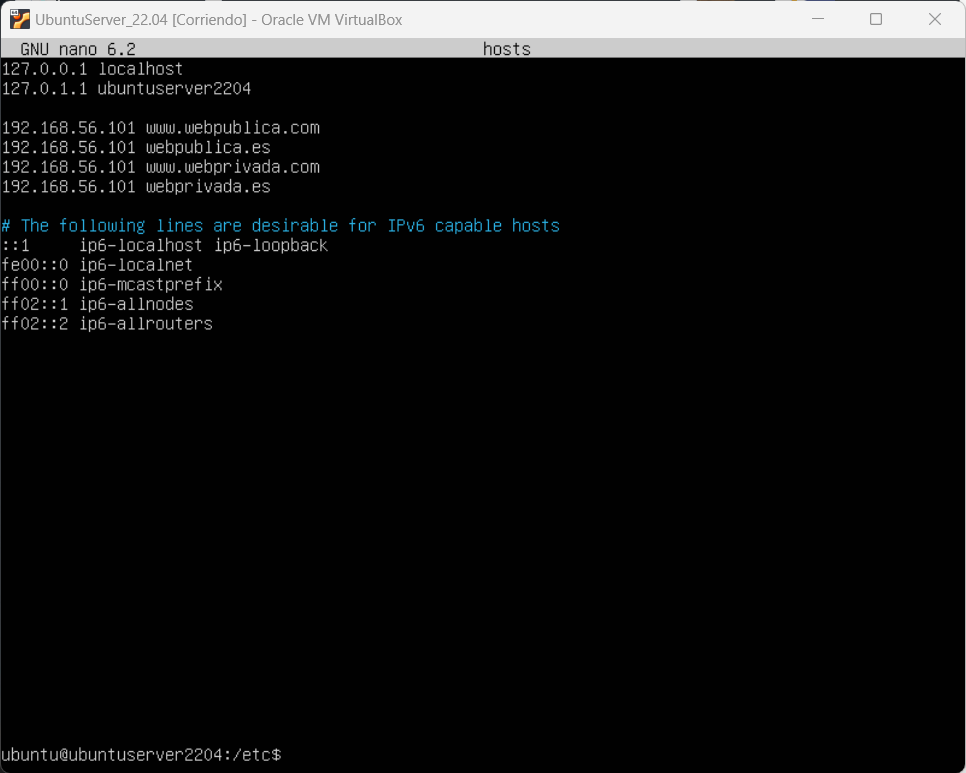 UbuntuServer_22.04 [Corriendo] - Oracle VM VirtualBox
GNU nano 6.2 hosts
127.0.0.1 localhost
127.0.1.1 ubuntuserver2204
192.168.56.101 www.webpublica.com
192.168.56.101 webpublica.es
192.168.56.101 www.webprivada.com
192.168.56.101 webprivada.es
# The following lines are desirable for IPv6 capable hosts
::1     ip6-localhost ip6-loopback
fe00::0 ip6-localnet
ff00::0 ip6-mcastprefix
ff02::1 ip6-allnodes
ff02::2 ip6-allrouters
ubuntu@ubuntuserver2204:/etc$